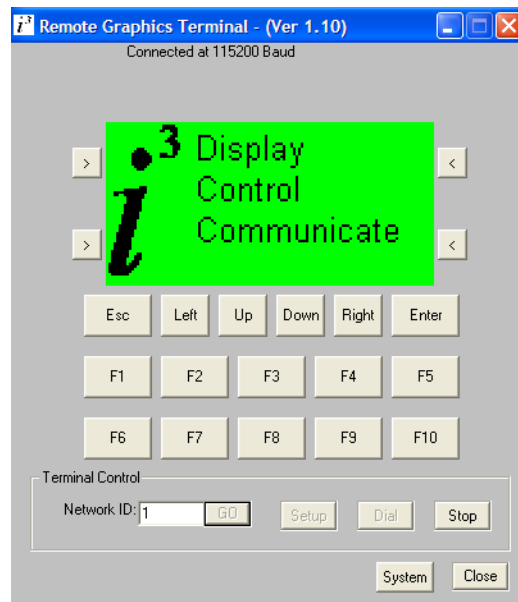 i³ Remote Graphics Terminal - (Ver 1.10)
Connected at 115200 Baud
i³ Display
Control
Communicate
> <
> <
Esc Left Up Down Right Enter
F1 F2 F3 F4 F5
F6 F7 F8 F9 F10
Terminal Control
Network ID: 1 GO Setup Dial Stop
System Close